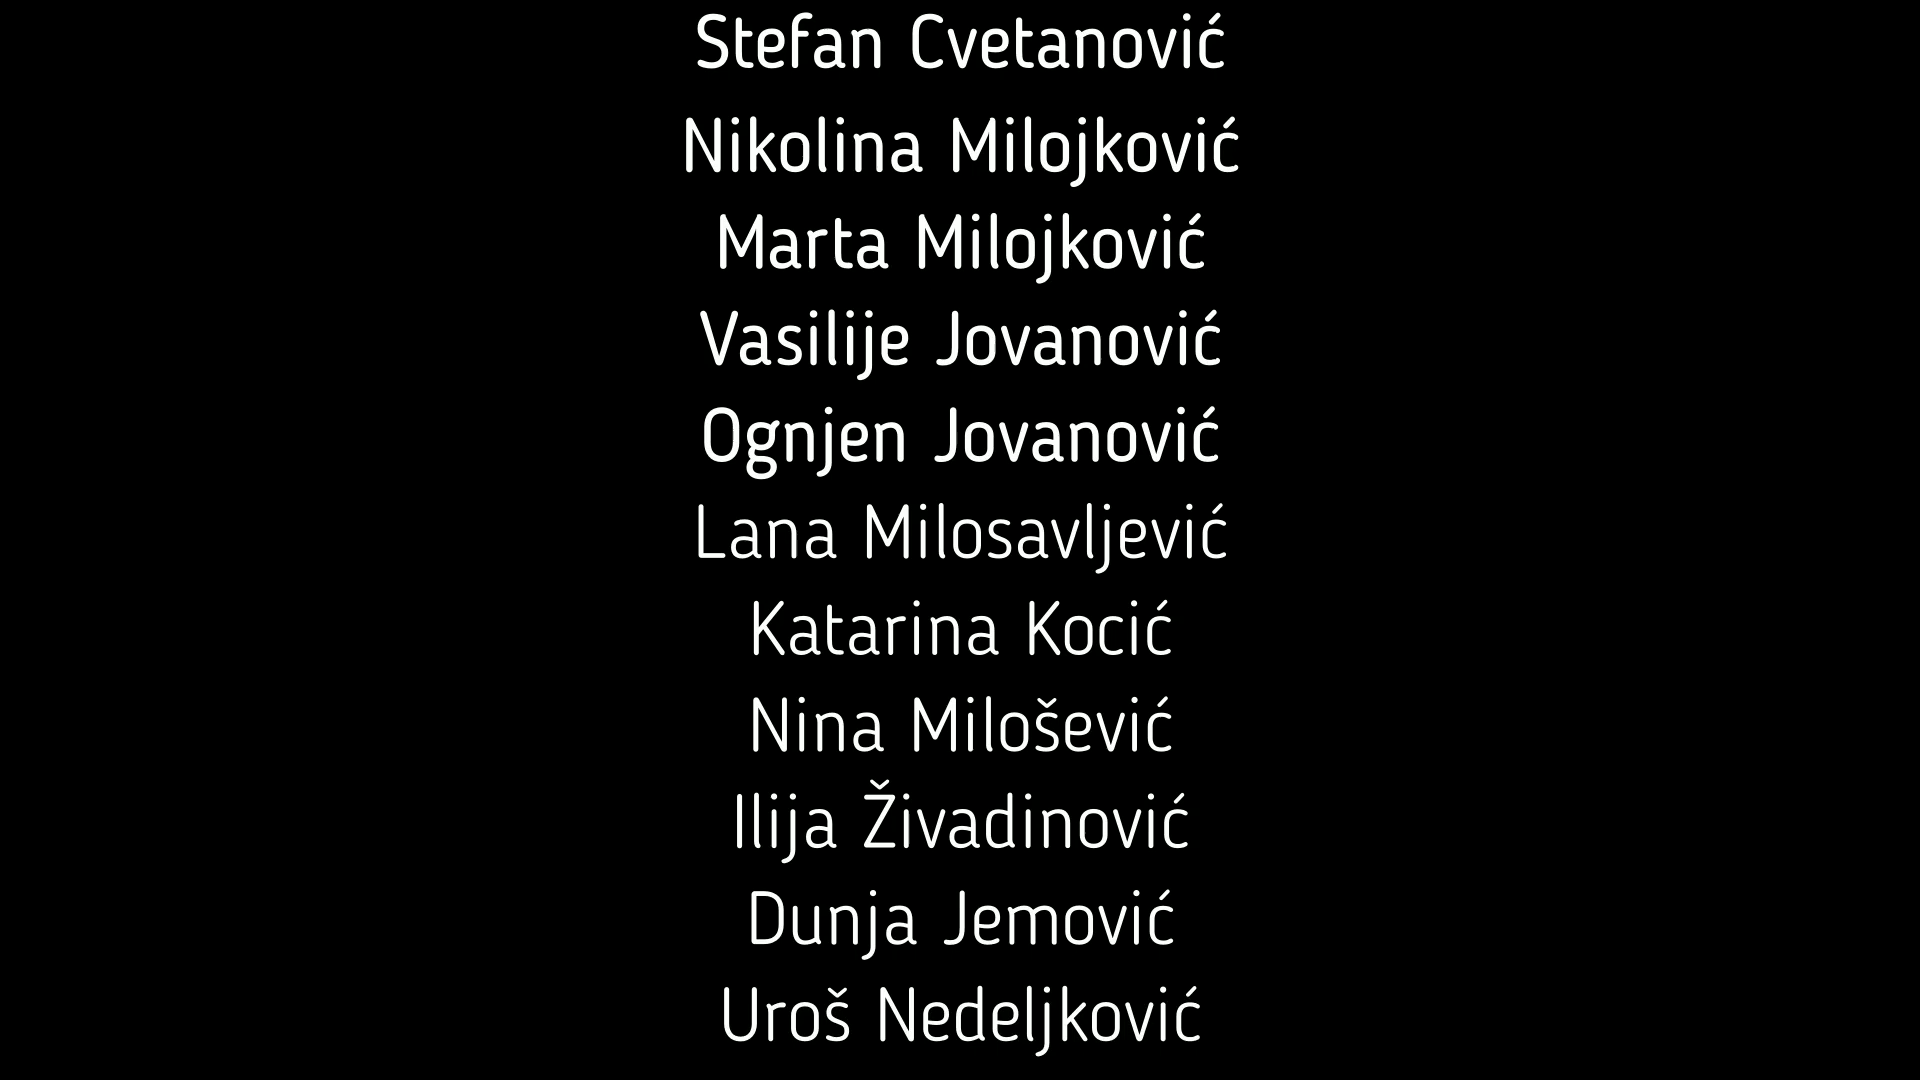 Stefan Cvetanović
Nikolina Milojković
Marta Milojković
Vasilije Jovanović
Ognjen Jovanović
Lana Milosavljević
Katarina Kocić
Nina Milošević
Ilija Živadinović
Dunja Jemović
Uroš Nedeljković